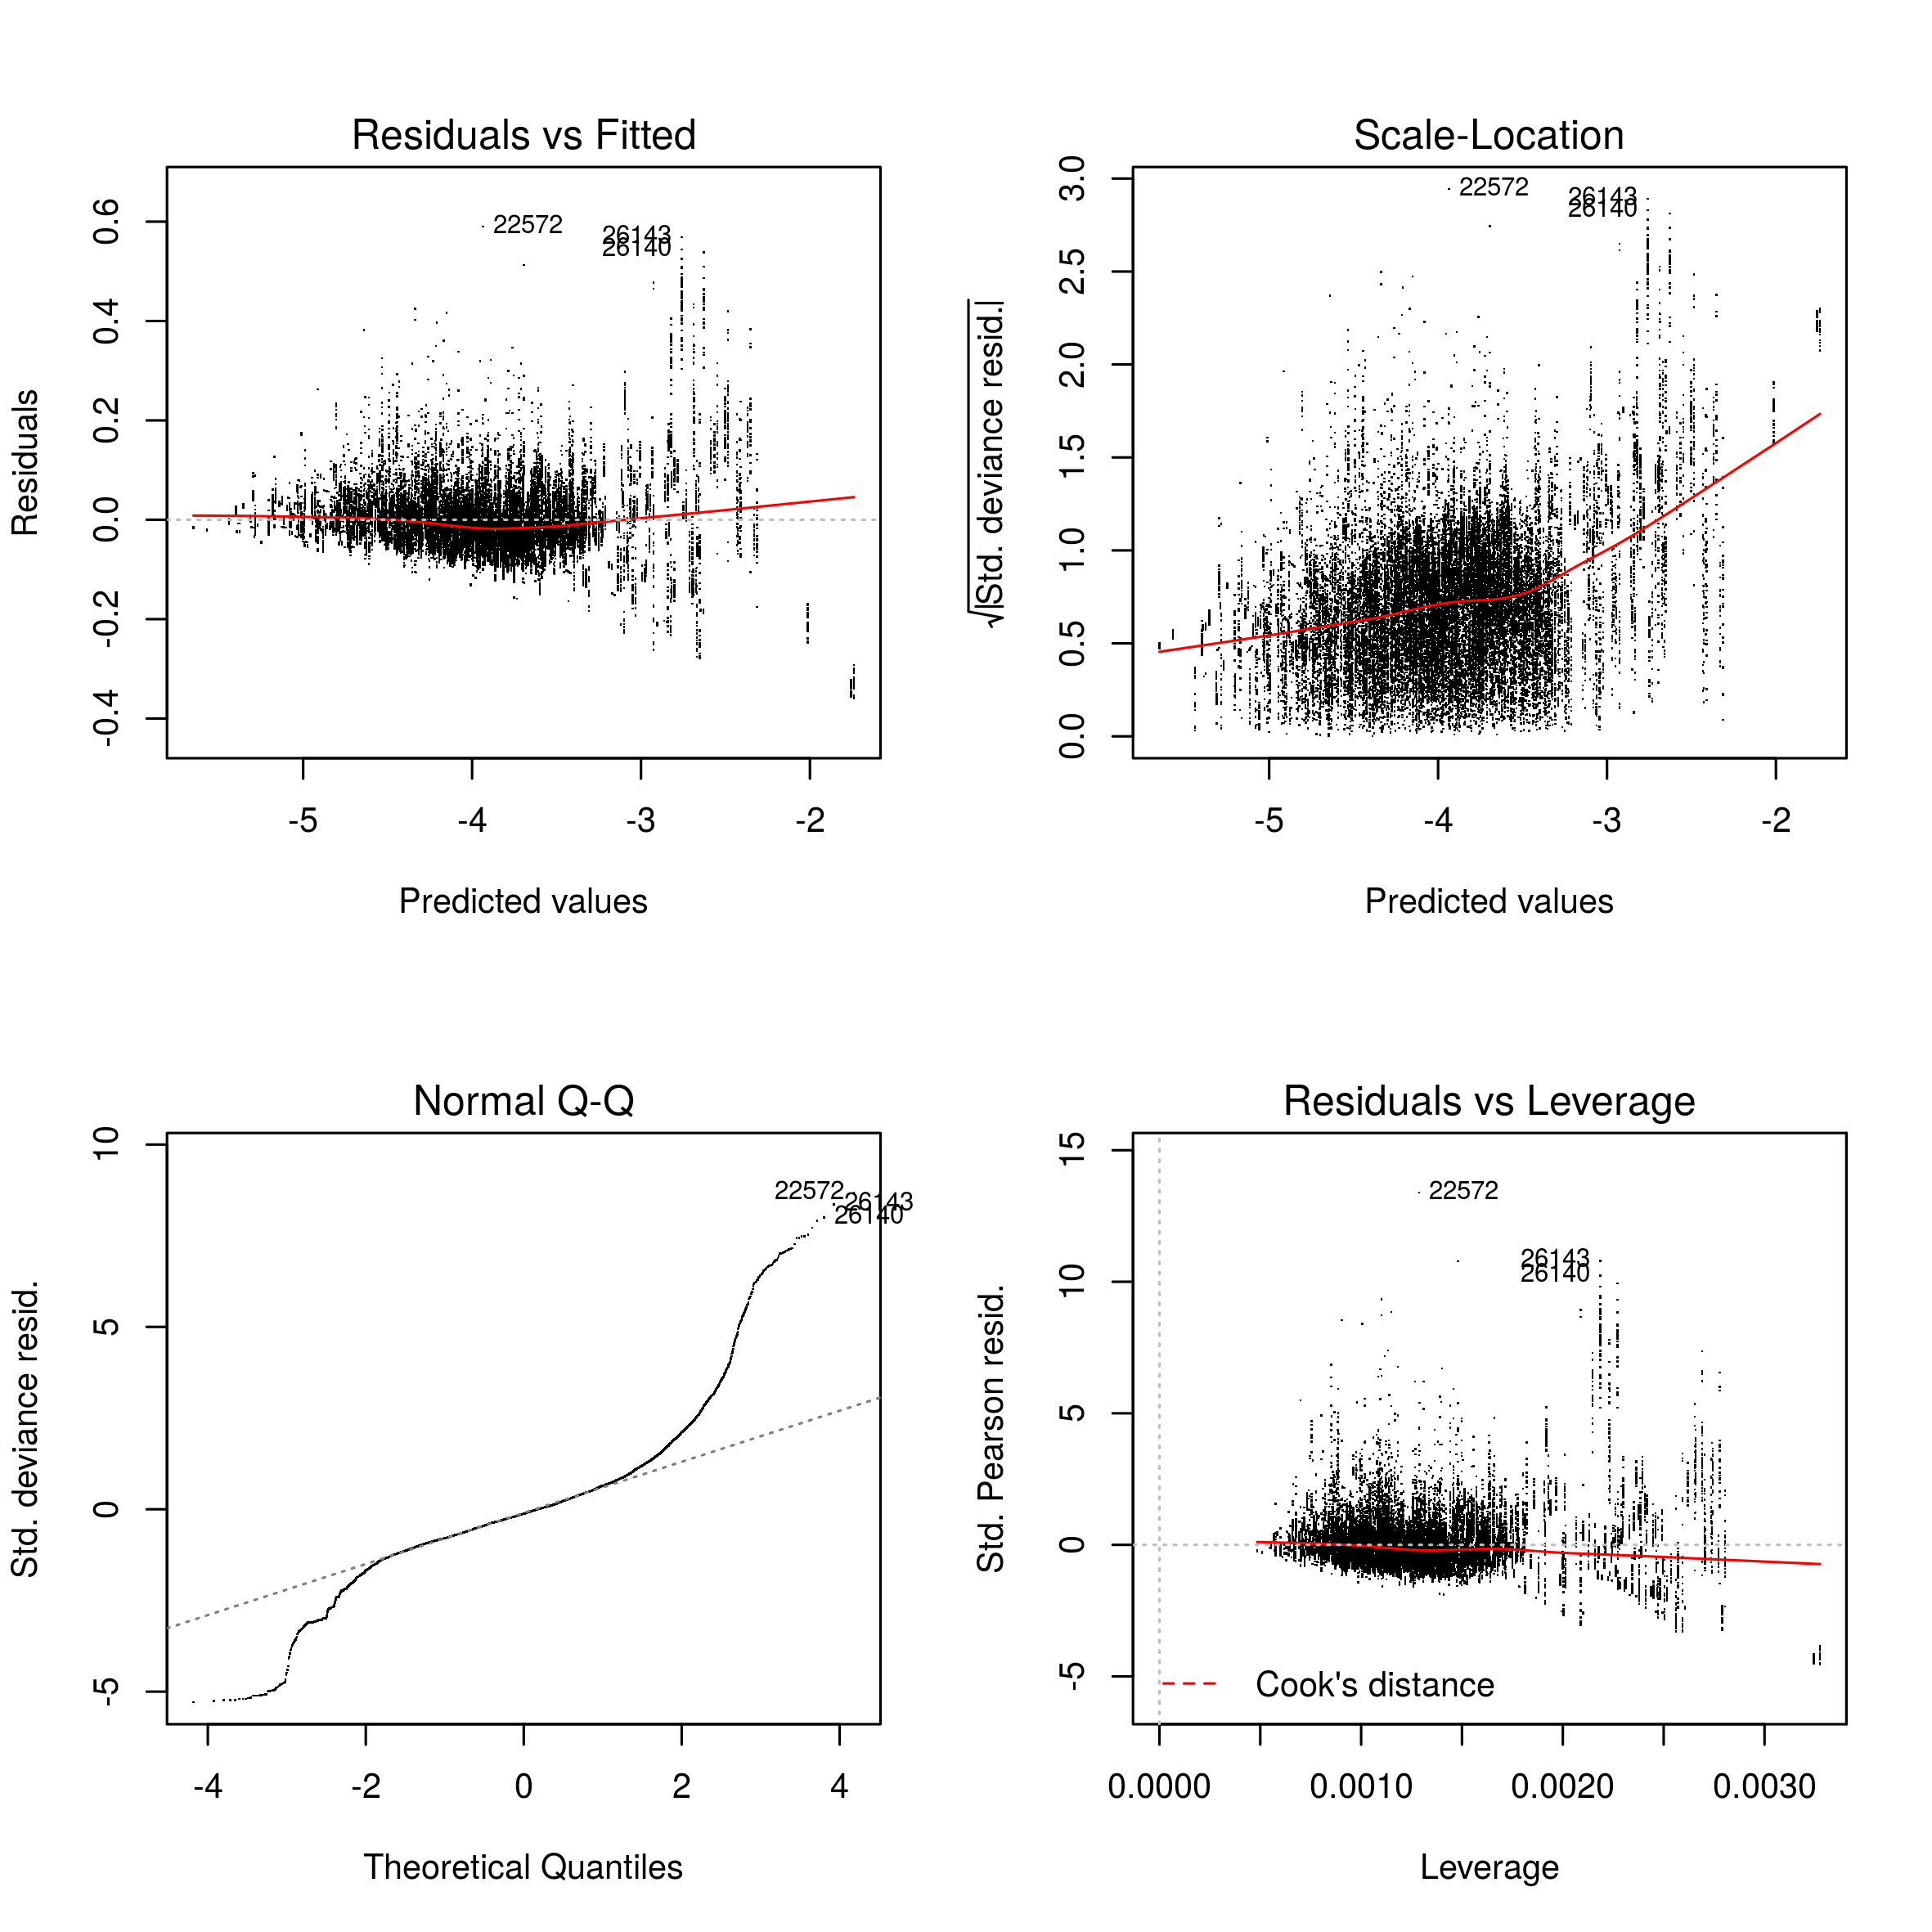 Residuals vs Fitted
Residuals
0.6
0.4
0.2
0.0
-0.2
-0.4
22572
26143
26140
-5 -4 -3 -2
Predicted values
Scale-Location
√|Std. deviance resid.|
3.0
2.5
2.0
1.5
1.0
0.5
0.0
22572
26143
26140
-5 -4 -3 -2
Predicted values
Normal Q-Q
Std. deviance resid.
10
5
0
-5
22572
26143
26140
-4 -2 0 2 4
Theoretical Quantiles
Residuals vs Leverage
Std. Pearson resid.
15
10
5
0
-5
22572
26143
26140
Cook's distance
0.0000 0.0010 0.0020 0.0030
Leverage